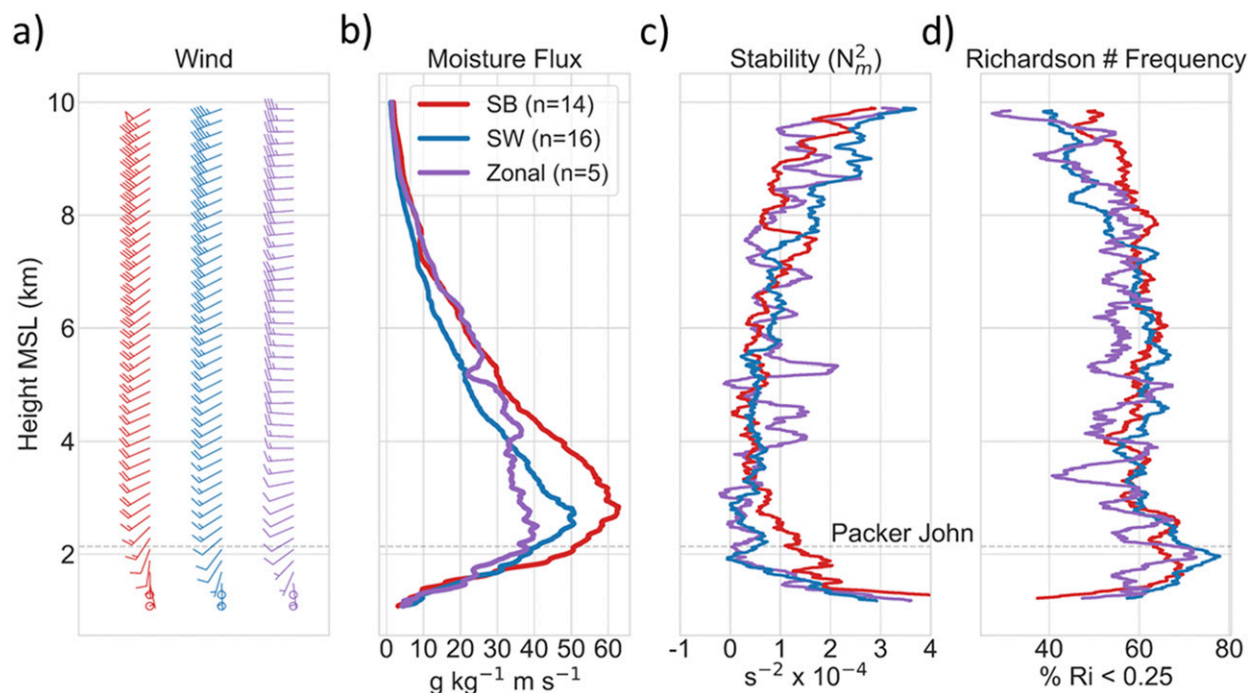 a) Wind
b) Moisture Flux
c) Stability (N²ₘ)
d) Richardson # Frequency
Height MSL (km)
10
8
6
4
2
SB (n=14)
SW (n=16)
Zonal (n=5)
Packer John
0 10 20 30 40 50 60
g kg⁻¹ m s⁻¹
-1 0 1 2 3 4
s⁻² x 10⁻⁴
40 60 80
% Ri < 0.25